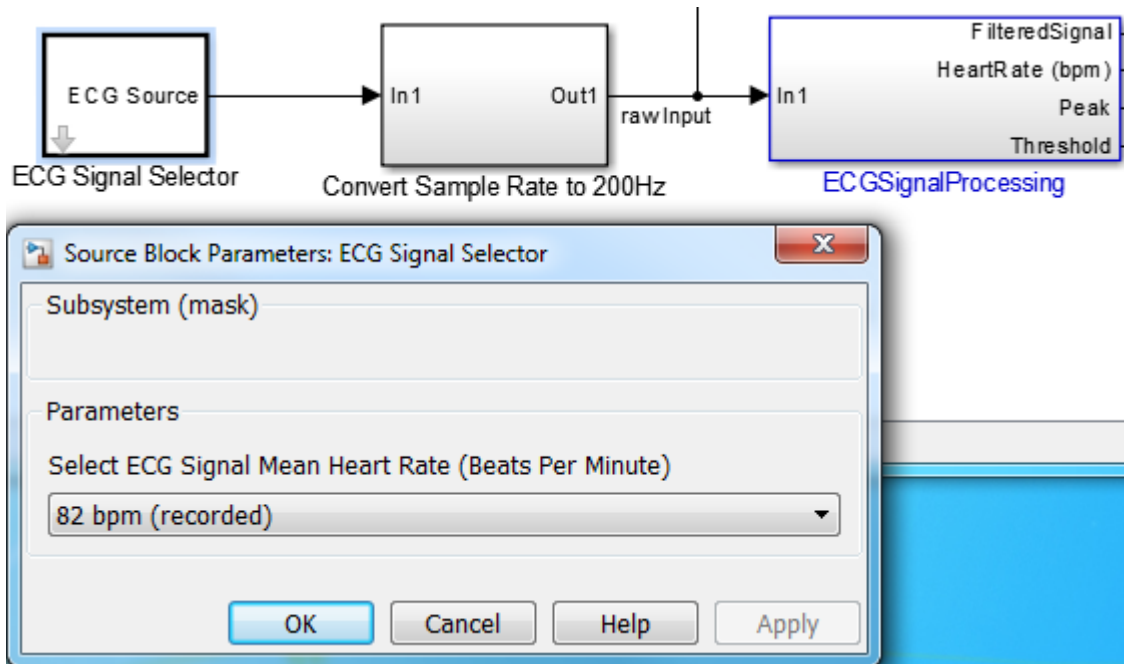 FilteredSignal
ECG Source
In1
Out1
rawInput
In1
HeartRate (bpm)
Peak
Threshold
ECG Signal Selector
Convert Sample Rate to 200Hz
ECGSignalProcessing
Source Block Parameters: ECG Signal Selector
Subsystem (mask)
Parameters
Select ECG Signal Mean Heart Rate (Beats Per Minute)
82 bpm (recorded)
OK
Cancel
Help
Apply